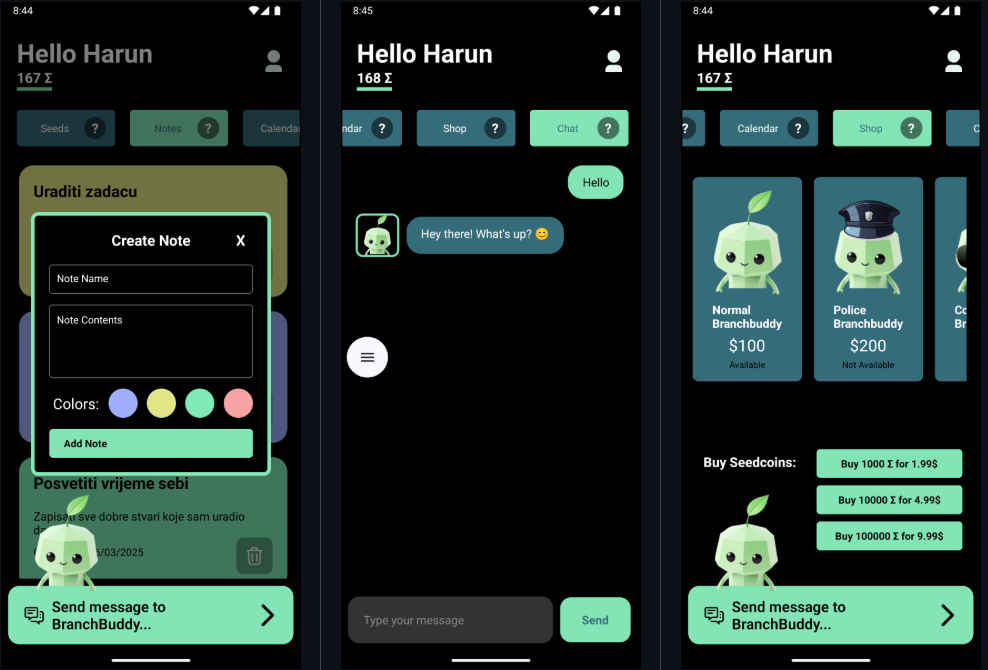 8:44
Hello Harun
167 Σ
Seeds ?
Notes ?
Calendar
Uraditi zadacu
Create Note X
Note Name
Note Contents
Colors:
Add Note
Posvetiti vrijeme sebi
Zapisati sve dobre stvari koje sam uradio
/03/2025
Send message to
BranchBuddy...
8:45
Hello Harun
168 Σ
ndar ?
Shop ?
Chat ?
Hello
Hey there! What's up? 😊
Type your message
Send
8:44
Hello Harun
167 Σ
?
Calendar ?
Shop ?
C
Normal
Branchbuddy
$100
Available
Police
Branchbuddy
$200
Not Available
Co
Br
Buy Seedcoins:
Buy 1000 Σ for 1.99$
Buy 10000 Σ for 4.99$
Buy 100000 Σ for 9.99$
Send message to
BranchBuddy...